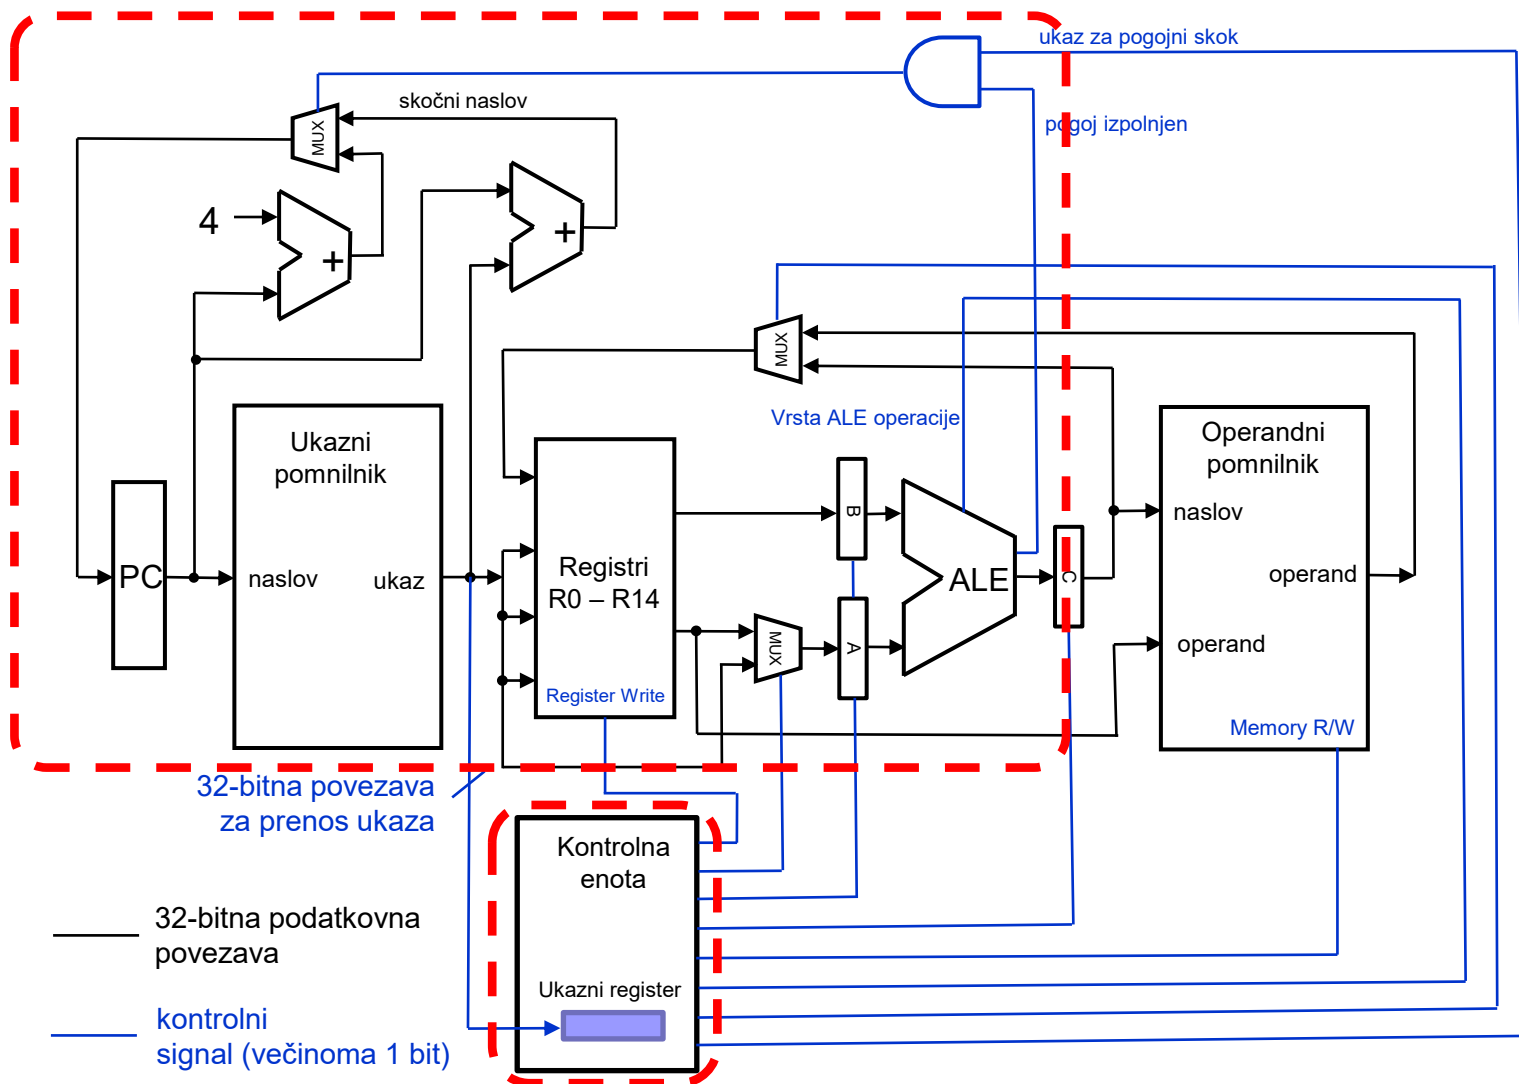 ukaz za pogojni skok
skočni naslov
pogoj izpolnjen
MUX
4
+
+
MUX
Vrsta ALE operacije
Ukazni
pomnilnik
naslov
ukaz
PC
Registri
R0 – R14
Register Write
B
A
MUX
ALE
C
Operandni
pomnilnik
naslov
operand
operand
Memory R/W
32-bitna povezava
za prenos ukaza
Kontrolna
enota
Ukazni register
32-bitna podatkovna
povezava
kontrolni
signal (večinoma 1 bit)